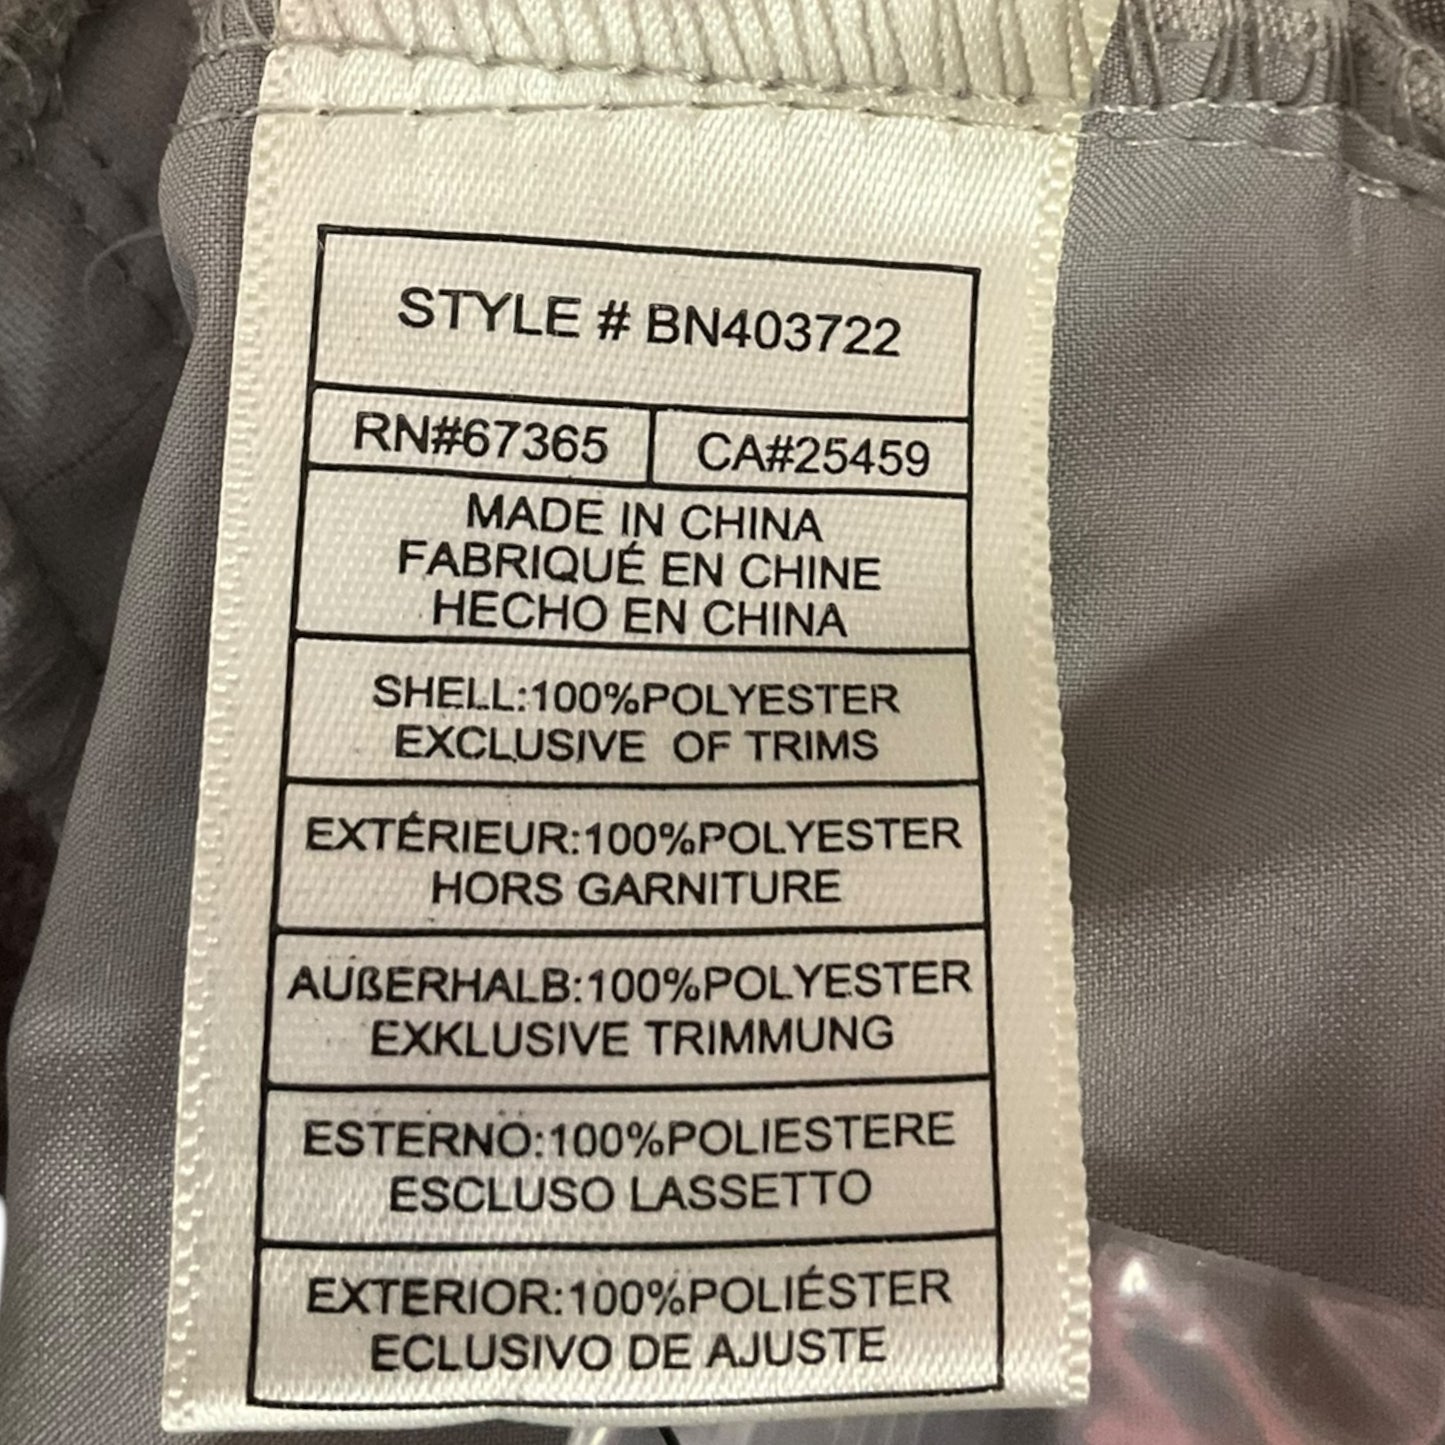 STYLE # BN403722
RN#67365 CA#25459
MADE IN CHINA
FABRIQUÉ EN CHINE
HECHO EN CHINA
SHELL:100%POLYESTER
EXCLUSIVE OF TRIMS
EXTÉRIEUR:100%POLYESTER
HORS GARNITURE
AUßERHALB:100%POLYESTER
EXKLUSIVE TRIMMUNG
ESTERNO:100%POLIESTERE
ESCLUSO LASSETTO
EXTERIOR:100%POLIÉSTER
ECLUSIVO DE AJUSTE